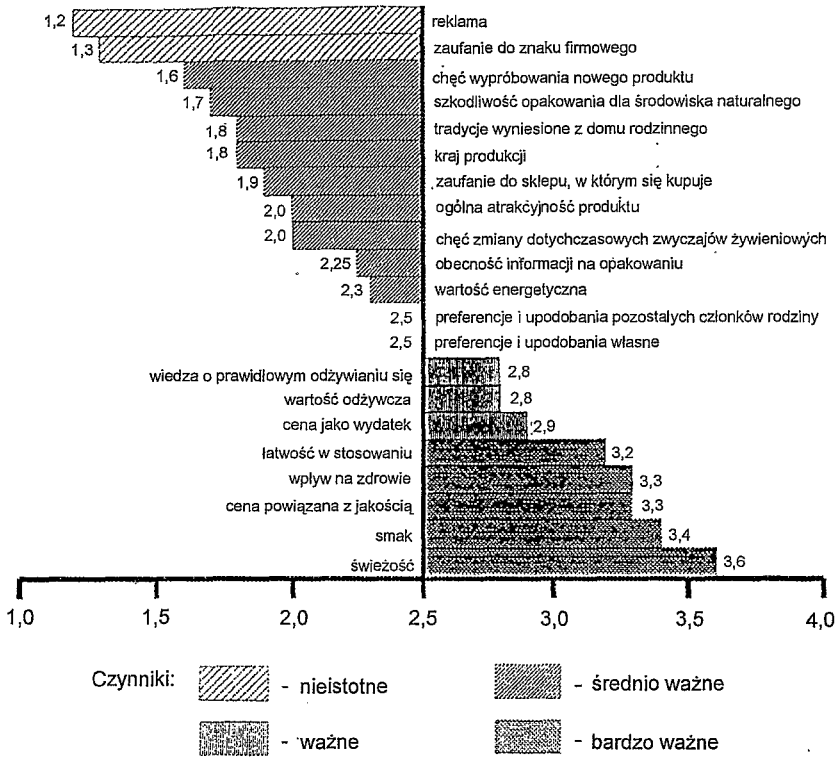 1,2 reklama
1,3 zaufanie do znaku firmowego
1,6 chęć wypróbowania nowego produktu
1,7 szkodliwość opakowania dla środowiska naturalnego
1,8 tradycje wyniesione z domu rodzinnego
1,8 kraj produkcji
1,9 zaufanie do sklepu, w którym się kupuje
2,0 ogólna atrakcyjność produktu
2,0 chęć zmiany dotychczasowych zwyczajów żywieniowych
2,25 obecność informacji na opakowaniu
2,3 wartość energetyczna
2,5 preferencje i upodobania pozostałych członków rodziny
2,5 preferencje i upodobania własne
wiedza o prawidłowym odżywianiu się 2,8
wartość odżywcza 2,8
cena jako wydatek 2,9
łatwość w stosowaniu 3,2
wpływ na zdrowie 3,3
cena powiązana z jakością 3,3
smak 3,4
świeżość 3,6
1,0 1,5 2,0 2,5 3,0 3,5 4,0
Czynniki: - nieistotne - średnio ważne
- ważne - bardzo ważne